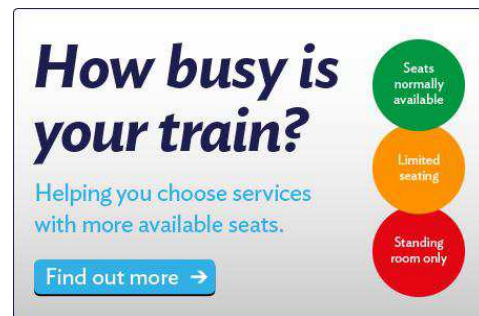 How busy is
your train?
Helping you choose services
with more available seats.
Find out more →
Seats
normally
available
Limited
seating
Standing
room only